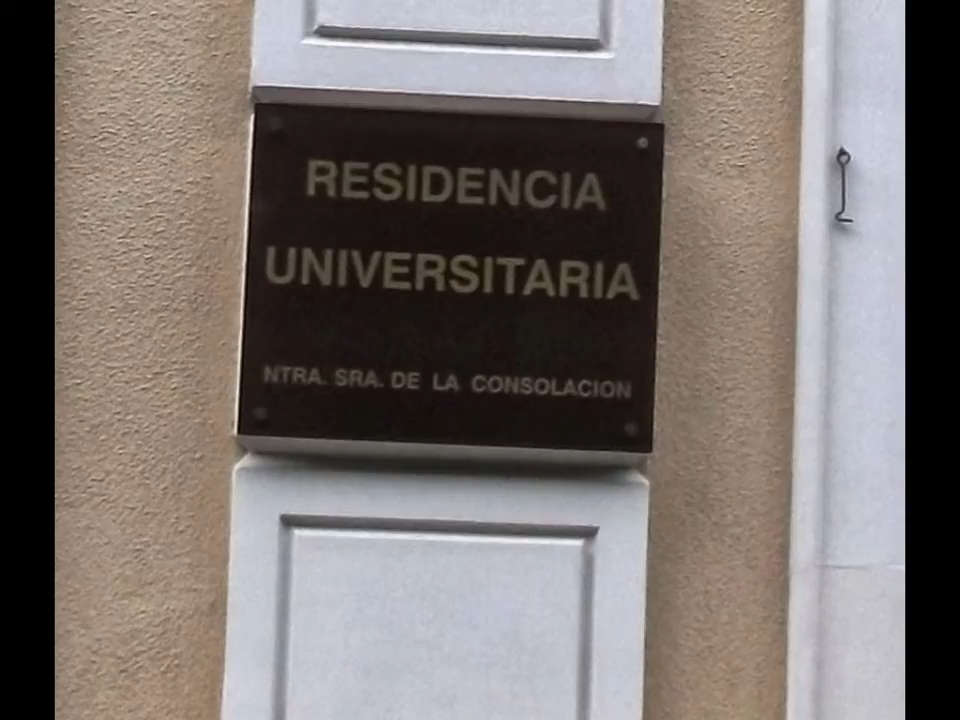 RESIDENCIA
UNIVERSITARIA
NTRA. SRA. DE LA CONSOLACION